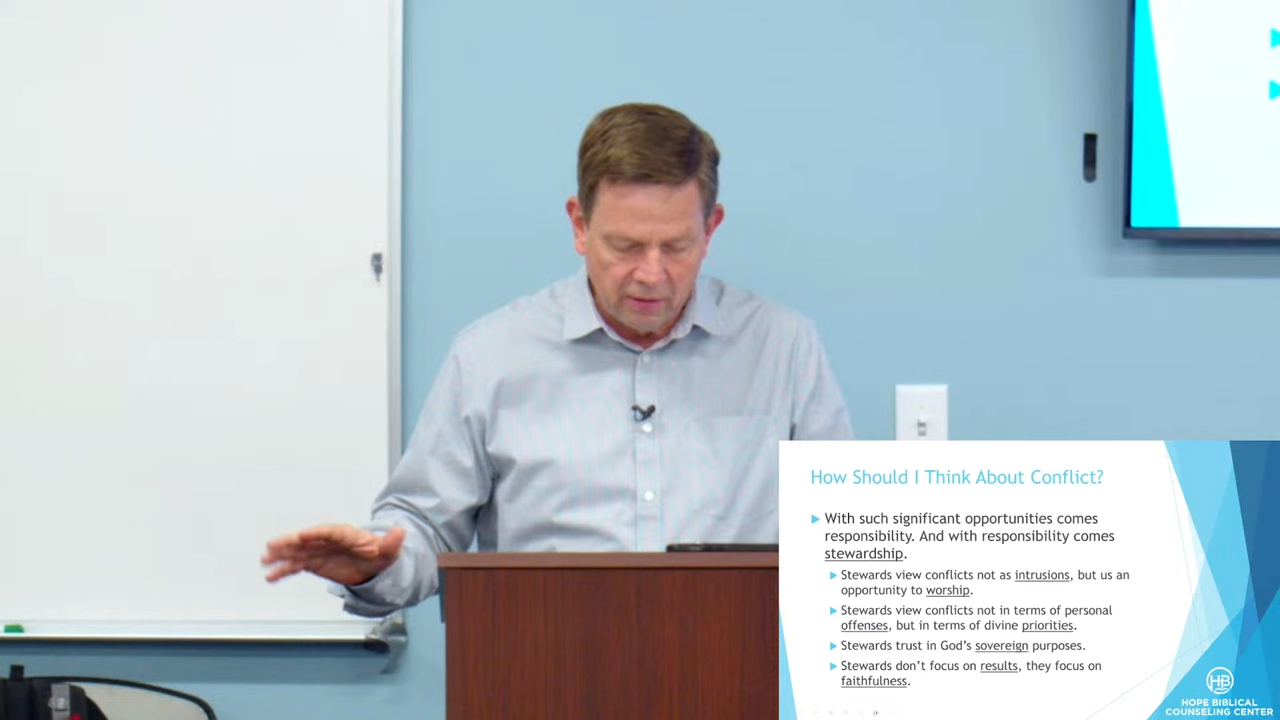 How Should I Think About Conflict?
With such significant opportunities comes
responsibility. And with responsibility comes
stewardship.
Stewards view conflicts not as intrusions, but us an
opportunity to worship.
Stewards view conflicts not in terms of personal
offenses, but in terms of divine priorities.
Stewards trust in God's sovereign purposes.
Stewards don't focus on results, they focus on
faithfulness.
HB
HOPE BIBLICAL
COUNSELING CENTER